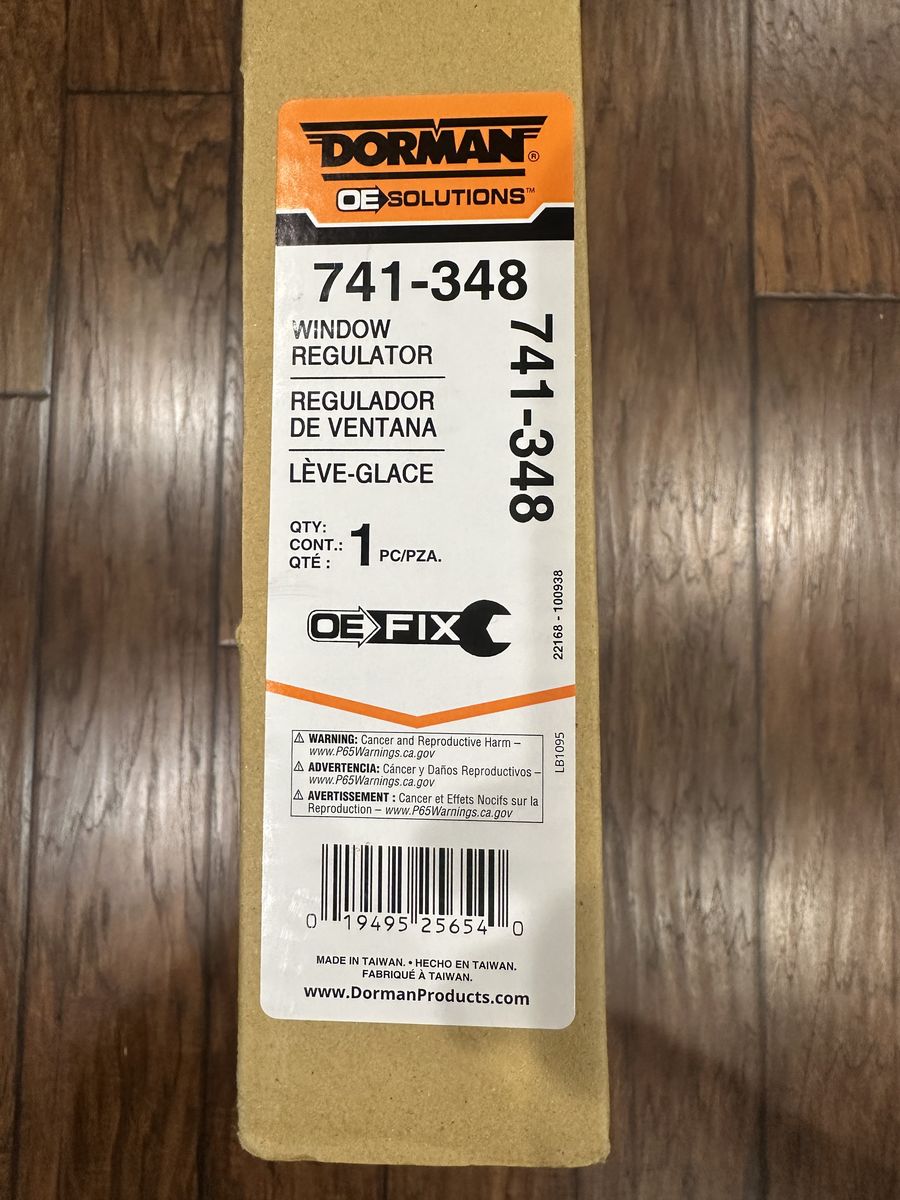 DORMAN®
OE SOLUTIONS™
741-348
WINDOW
REGULATOR
REGULADOR
DE VENTANA
LÈVE-GLACE
741-348
QTY:
CONT.: 1 PC/PZA.
QTÉ :
OE FIX
22168 - 100938
⚠ WARNING: Cancer and Reproductive Harm –
www.P65Warnings.ca.gov
⚠ ADVERTENCIA: Cáncer y Daños Reproductivos –
www.P65Warnings.ca.gov
⚠ AVERTISSEMENT : Cancer et Effets Nocifs sur la
Reproduction – www.P65Warnings.ca.gov
LB1095
0 19495 25654 0
MADE IN TAIWAN. • HECHO EN TAIWAN.
FABRIQUÉ À TAIWAN.
www.DormanProducts.com